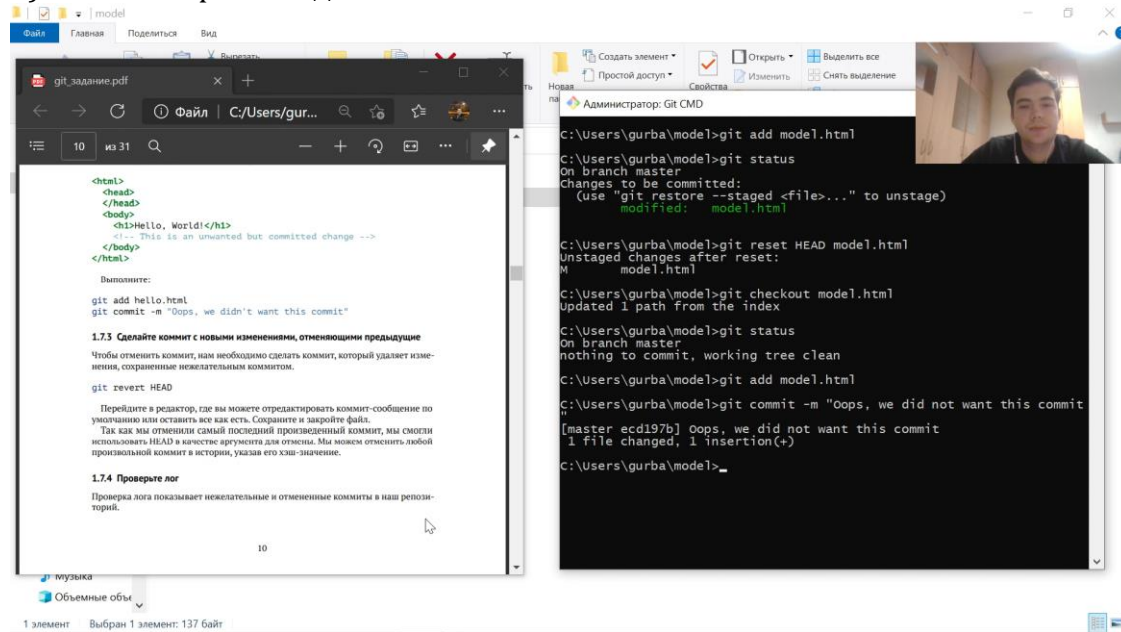 model
Файл Главная Поделиться Вид
Вырезать
Создать элемент
Простой доступ
Открыть
Изменить
Выделить все
Снять выделение
Новая
Свойства
git_задание.pdf
Файл C:/Users/gur...
10 из 31
<html>
<head>
</head>
<body>
<h1>Hello, World!</h1>
<!-- This is an unwanted but committed change -->
</body>
</html>
Выполните:
git add hello.html
git commit -m "Oops, we didn't want this commit"
1.7.3 Сделайте коммит с новыми изменениями, отменяющими предыдущие
Чтобы отменить коммит, нам необходимо сделать коммит, который удаляет изме-
нения, сохраненные нежелательным коммитом.
git revert HEAD
Перейдите в редактор, где вы можете отредактировать коммит-сообщение по
умолчанию или оставить все как есть. Сохраните и закройте файл.
Так как мы отменили самый последний произведенный коммит, мы смогли
использовать HEAD в качестве аргумента для отмены. Мы можем отменить любой
произвольной коммит в истории, указав его хэш-значение.
1.7.4 Проверьте лог
Проверка лога показывает нежелательные и отмененные коммиты в наш репози-
торий.
10
Администратор: Git CMD
C:\Users\gurba\model>git add model.html
C:\Users\gurba\model>git status
On branch master
Changes to be committed:
(use "git restore --staged <file>..." to unstage)
modified: model.html
C:\Users\gurba\model>git reset HEAD model.html
Unstaged changes after reset:
M model.html
C:\Users\gurba\model>git checkout model.html
Updated 1 path from the index
C:\Users\gurba\model>git status
On branch master
nothing to commit, working tree clean
C:\Users\gurba\model>git add model.html
C:\Users\gurba\model>git commit -m "Oops, we did not want this commit
"
[master ecd197b] Oops, we did not want this commit
1 file changed, 1 insertion(+)
C:\Users\gurba\model>
Музыка
Объемные объе
1 элемент Выбран 1 элемент: 137 байт